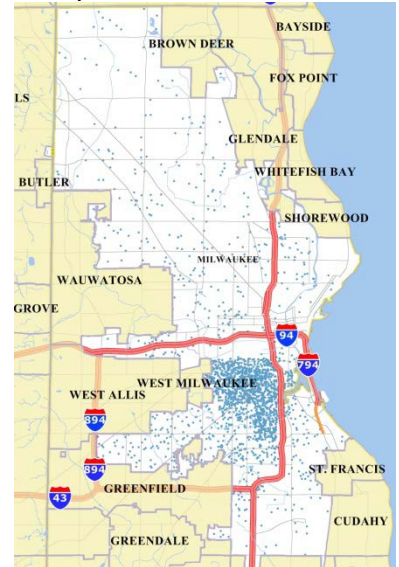 BAYSIDE
BROWN DEER
FOX POINT
LS
GLENDALE
WHITEFISH BAY
BUTLER
SHOREWOOD
MILWAUKEE
WAUWATOSA
GROVE
94
794
WEST MILWAUKEE
WEST ALLIS
894
894
ST. FRANCIS
43
GREENFIELD
CUDAHY
GREENDALE